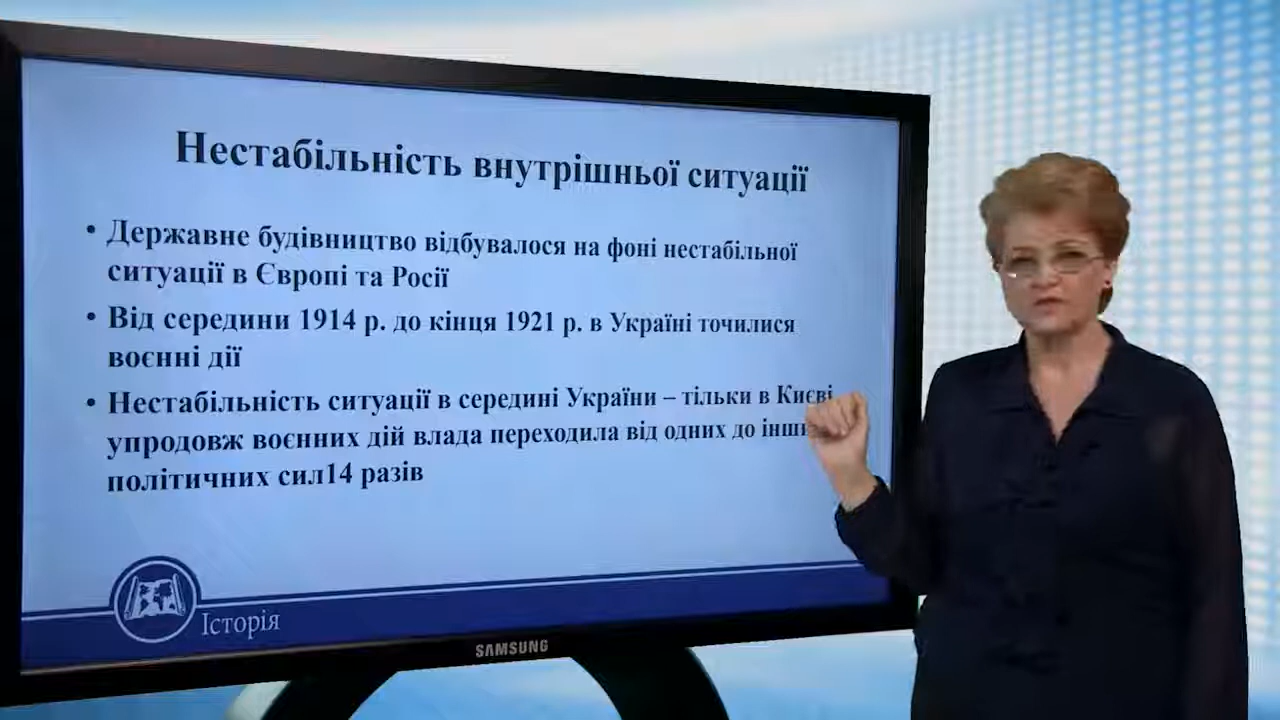 Нестабільність внутрішньої ситуації
• Державне будівництво відбувалося на фоні нестабільної
ситуації в Європі та Росії
• Від середини 1914 р. до кінця 1921 р. в Україні точилися
воєнні дії
• Нестабільність ситуації в середині України – тільки в Києві
упродовж воєнних дій влада переходила від одних до
політичних сил14 разів
Історія
SAMSUNG